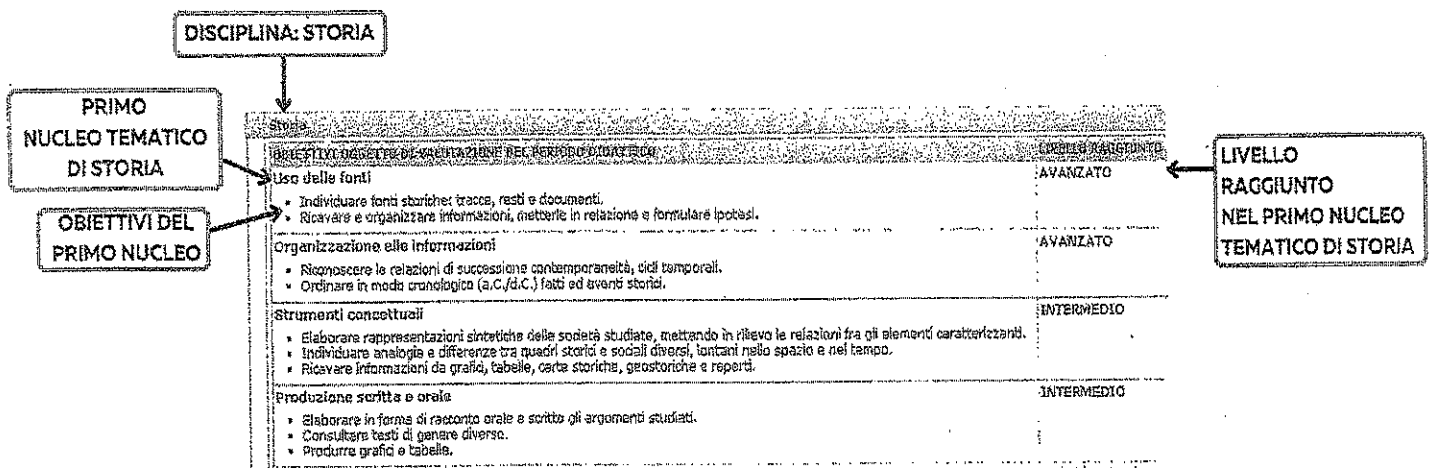 DISCIPLINA: STORIA
PRIMO
NUCLEO TEMATICO
DI STORIA
OBIETTIVI DEL
PRIMO NUCLEO
Storia
OBIETTIVI OGGETTO DI VALUTAZIONE NEL PERIODO DIDATTICO
LIVELLO RAGGIUNTO
Uso delle fonti
AVANZATO
• Individuare fonti storiche: tracce, resti e documenti.
• Ricavare e organizzare informazioni, metterle in relazione e formulare ipotesi.
Organizzazione elle informazioni
AVANZATO
• Riconoscere le relazioni di successione contemporaneità, cicli temporali.
• Ordinare in modo cronologico (a.C./d.C.) fatti ed eventi storici.
Strumenti concettuali
INTERMEDIO
• Elaborare rappresentazioni sintetiche delle società studiate, mettendo in rilievo le relazioni fra gli elementi caratterizzanti.
• Individuare analogie e differenze tra quadri storici e sociali diversi, lontani nello spazio e nel tempo.
• Ricavare informazioni da grafici, tabelle, carte storiche, geostoriche e reperti.
Produzione scritta e orale
INTERMEDIO
• Elaborare in forma di racconto orale e scritto gli argomenti studiati.
• Consultare testi di genere diverso.
• Produrre grafici e tabelle.
LIVELLO
RAGGIUNTO
NEL PRIMO NUCLEO
TEMATICO DI STORIA